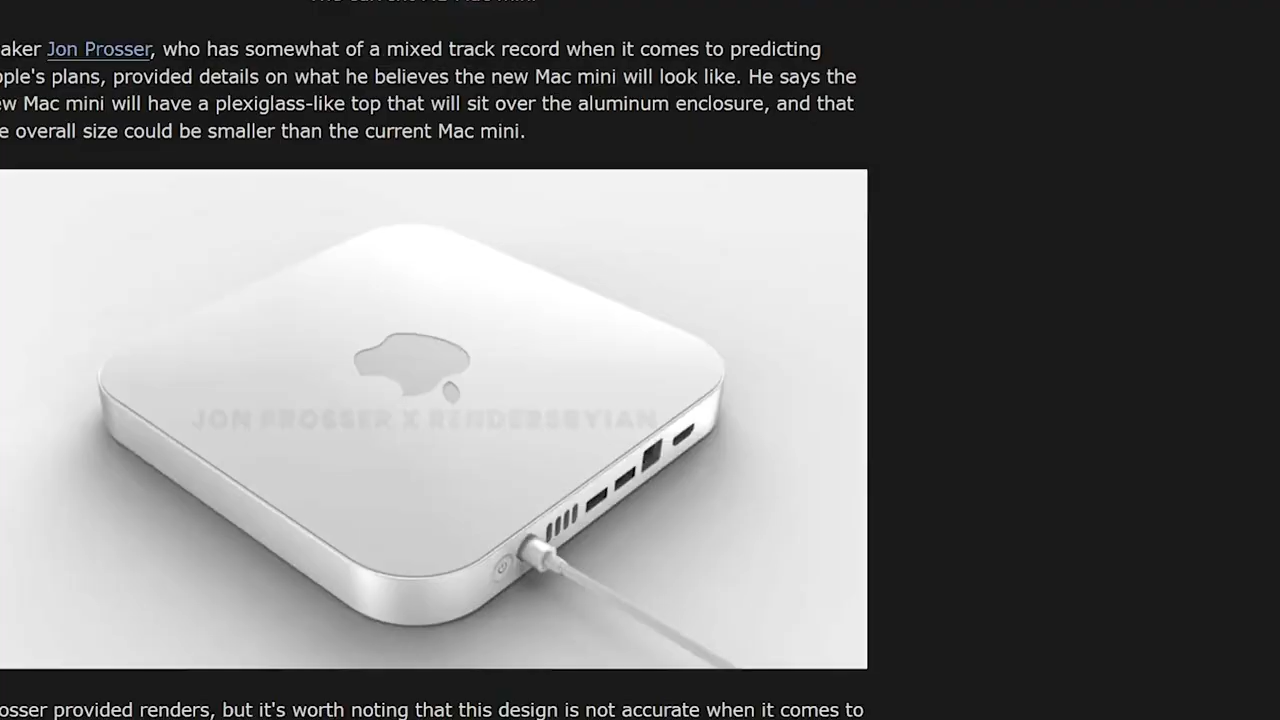 aker Jon Prosser, who has somewhat of a mixed track record when it comes to predicting
ple's plans, provided details on what he believes the new Mac mini will look like. He says the
ew Mac mini will have a plexiglass-like top that will sit over the aluminum enclosure, and that
e overall size could be smaller than the current Mac mini.
JON PROSSER X RENDERSBYIAN
osser provided renders, but it's worth noting that this design is not accurate when it comes to